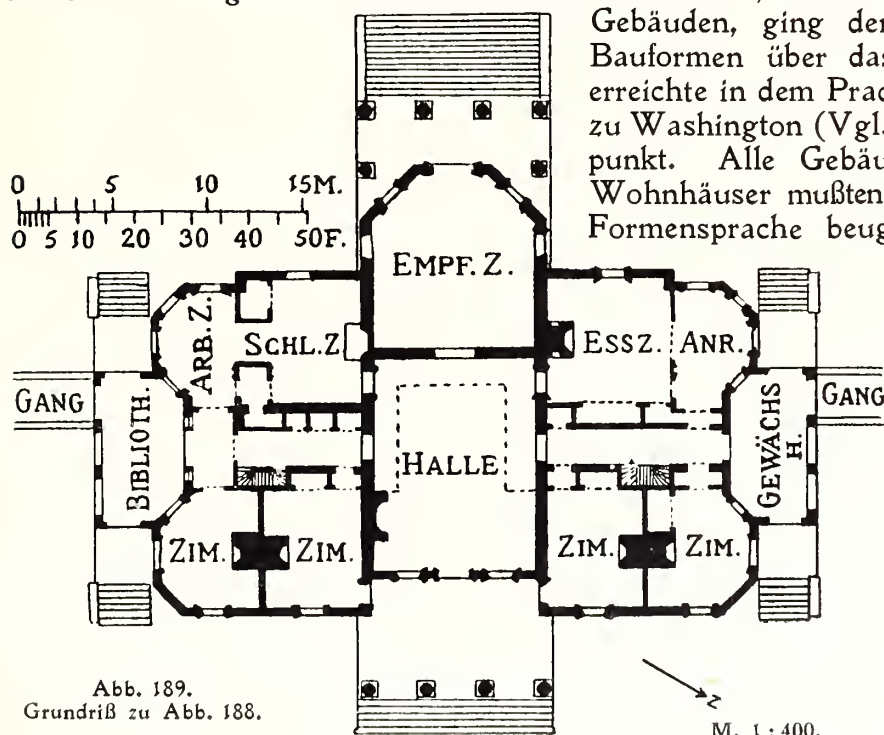 Gebäuden, ging der
Bauformen über das
erreichte in dem Prac
zu Washington (Vgl.
punkt. Alle Gebäu
Wohnhäuser mußten
Formensprache beug
0 5 10 15M.
0 5 10 20 30 40 50F.
EMPF. Z.
ARB. Z.
SCHL.Z
ESSZ.
ANR.
GANG
BIBLIOTH.
HALLE
GEWÄCHS
H.
GANG
ZIM.
ZIM.
ZIM.
ZIM.
Abb. 189.
Grundriß zu Abb. 188.
N
M. 1 : 400.